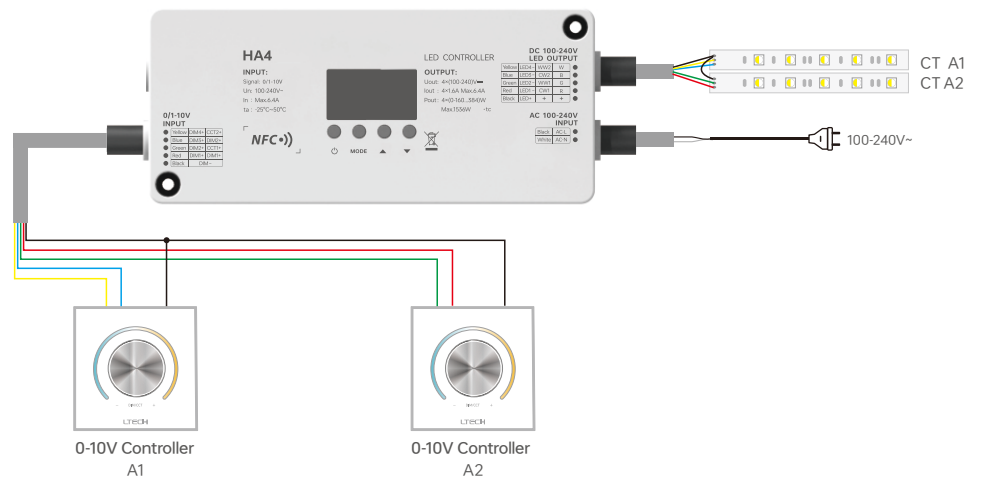 HA4
INPUT:
Signal: 0/1-10V
Un: 100-240V~
In : Max.6.4A
ta : -25°C~50°C
LED CONTROLLER
OUTPUT:
Uout: 4×(100-240)V⎓
Iout : 4×1.6A Max.6.4A
Pout: 4×(0-160...384)W
Max.1536W -tc
DC 100-240V
LED OUTPUT
Yellow LED4- WW2 W
Blue LED3- CW2 B
Green LED2- WW1 G
Red LED1- CW1 R
Black LED+ + +
AC 100-240V
INPUT
Black AC L
White AC N
0/1-10V
INPUT
Yellow DIM4+ CCT2+
Blue DIM3+ DIM2+
Green DIM2+ CCT1+
Red DIM1+ DIM1+
Black DIM-
NFC
MODE
CT A1
CT A2
100-240V~
LTECH
LTECH
0-10V Controller
A1
0-10V Controller
A2